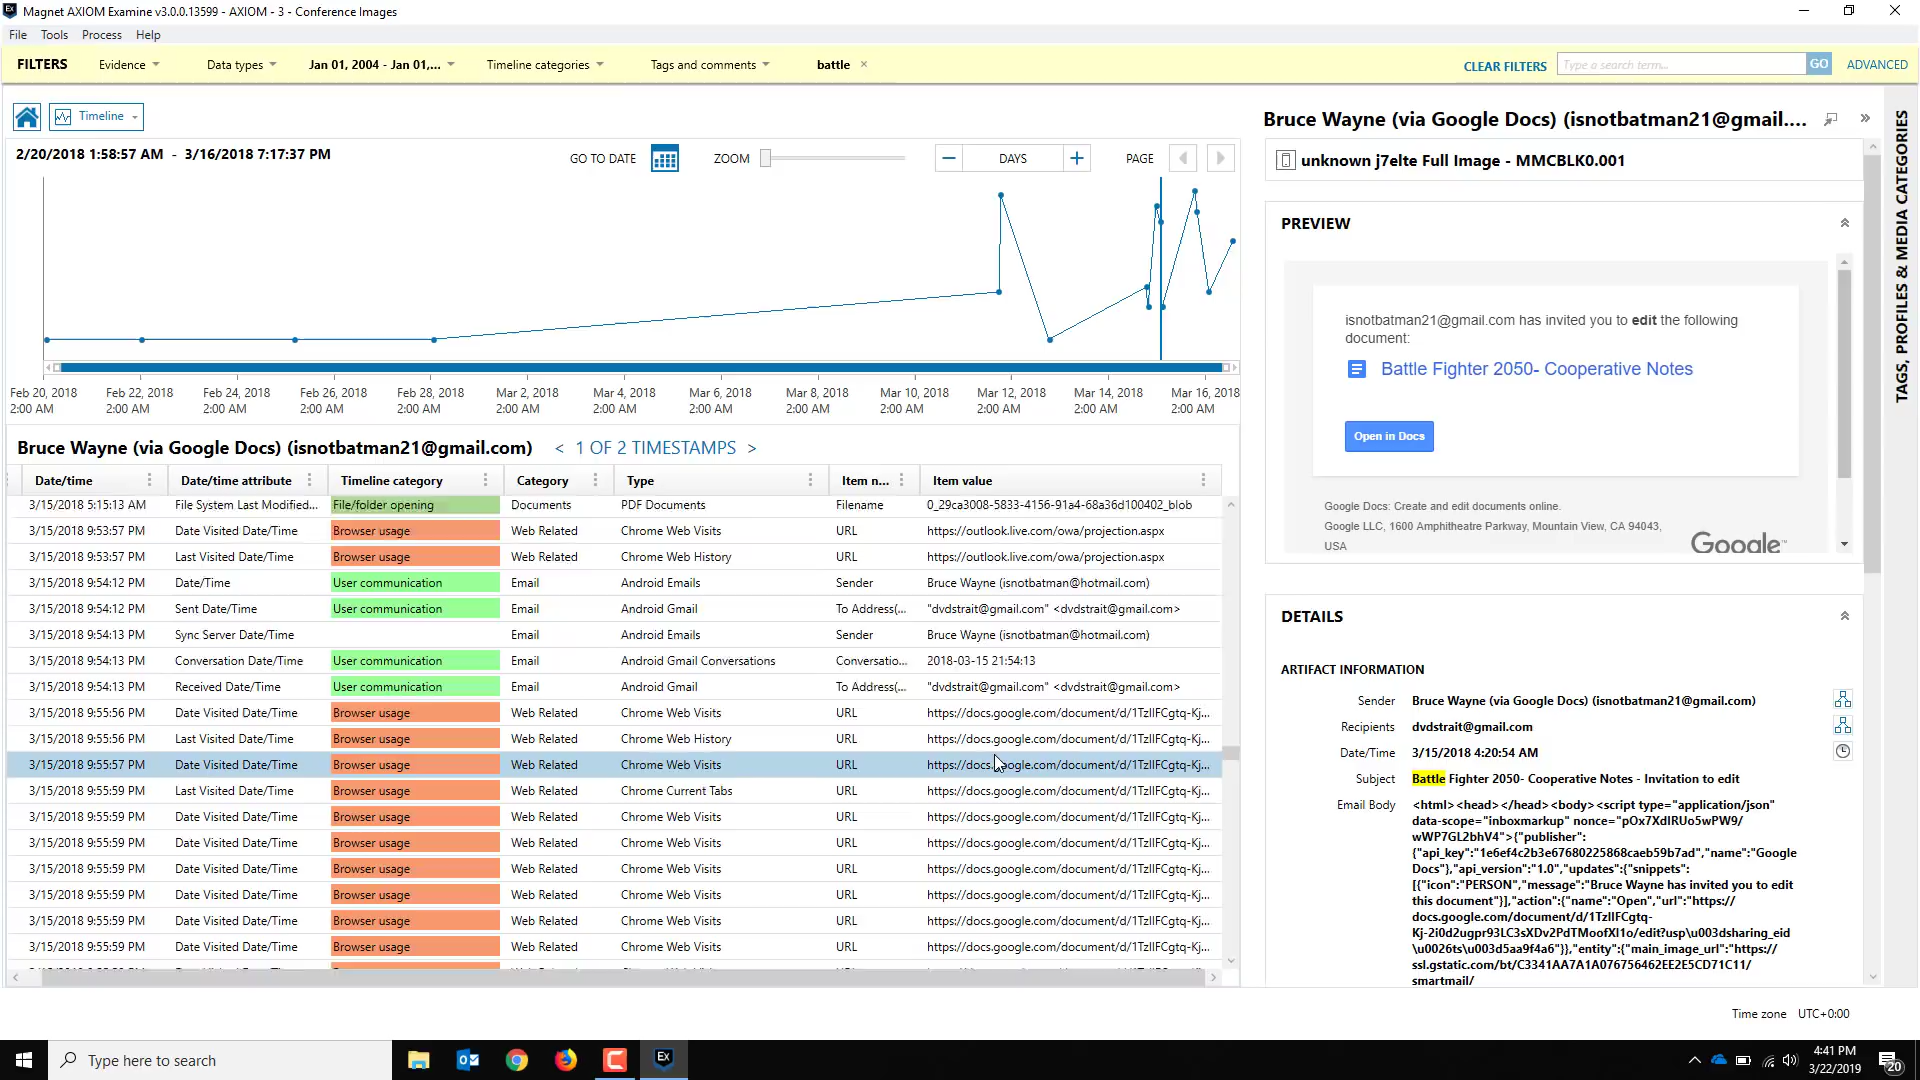 Magnet AXIOM Examine v3.0.0.13599 - AXIOM - 3 - Conference Images
File Tools Process Help
FILTERS Evidence Data types Jan 01, 2004 - Jan 01,... Timeline categories Tags and comments battle × CLEAR FILTERS Type a search term... GO ADVANCED
Timeline
2/20/2018 1:58:57 AM - 3/16/2018 7:17:37 PM
GO TO DATE ZOOM DAYS PAGE
Feb 20, 2018 Feb 22, 2018 Feb 24, 2018 Feb 26, 2018 Feb 28, 2018 Mar 2, 2018 Mar 4, 2018 Mar 6, 2018 Mar 8, 2018 Mar 10, 2018 Mar 12, 2018 Mar 14, 2018 Mar 16, 2018
2:00 AM 2:00 AM 2:00 AM 2:00 AM 2:00 AM 2:00 AM 2:00 AM 2:00 AM 2:00 AM 2:00 AM 2:00 AM 2:00 AM 2:00 AM
Bruce Wayne (via Google Docs) (isnotbatman21@gmail.com) < 1 OF 2 TIMESTAMPS >
Date/time Date/time attribute Timeline category Category Type Item n... Item value
3/15/2018 5:15:13 AM File System Last Modified... File/folder opening Documents PDF Documents Filename 0_29ca3008-5833-4156-91a4-68a36d100402_blob
3/15/2018 9:53:57 PM Date Visited Date/Time Browser usage Web Related Chrome Web Visits URL https://outlook.live.com/owa/projection.aspx
3/15/2018 9:53:57 PM Last Visited Date/Time Browser usage Web Related Chrome Web History URL https://outlook.live.com/owa/projection.aspx
3/15/2018 9:54:12 PM Date/Time User communication Email Android Emails Sender Bruce Wayne (isnotbatman@hotmail.com)
3/15/2018 9:54:12 PM Sent Date/Time User communication Email Android Gmail To Address(... "dvdstrait@gmail.com" <dvdstrait@gmail.com>
3/15/2018 9:54:13 PM Sync Server Date/Time Email Android Emails Sender Bruce Wayne (isnotbatman@hotmail.com)
3/15/2018 9:54:13 PM Conversation Date/Time User communication Email Android Gmail Conversations Conversatio... 2018-03-15 21:54:13
3/15/2018 9:54:13 PM Received Date/Time User communication Email Android Gmail To Address(... "dvdstrait@gmail.com" <dvdstrait@gmail.com>
3/15/2018 9:55:56 PM Date Visited Date/Time Browser usage Web Related Chrome Web Visits URL https://docs.google.com/document/d/1TzlIFCgtq-Kj...
3/15/2018 9:55:56 PM Last Visited Date/Time Browser usage Web Related Chrome Web History URL https://docs.google.com/document/d/1TzlIFCgtq-Kj...
3/15/2018 9:55:57 PM Date Visited Date/Time Browser usage Web Related Chrome Web Visits URL https://docs.google.com/document/d/1TzlIFCgtq-Kj...
3/15/2018 9:55:59 PM Last Visited Date/Time Browser usage Web Related Chrome Current Tabs URL https://docs.google.com/document/d/1TzlIFCgtq-Kj...
3/15/2018 9:55:59 PM Date Visited Date/Time Browser usage Web Related Chrome Web Visits URL https://docs.google.com/document/d/1TzlIFCgtq-Kj...
3/15/2018 9:55:59 PM Date Visited Date/Time Browser usage Web Related Chrome Web Visits URL https://docs.google.com/document/d/1TzlIFCgtq-Kj...
3/15/2018 9:55:59 PM Date Visited Date/Time Browser usage Web Related Chrome Web Visits URL https://docs.google.com/document/d/1TzlIFCgtq-Kj...
3/15/2018 9:55:59 PM Date Visited Date/Time Browser usage Web Related Chrome Web Visits URL https://docs.google.com/document/d/1TzlIFCgtq-Kj...
3/15/2018 9:55:59 PM Date Visited Date/Time Browser usage Web Related Chrome Web Visits URL https://docs.google.com/document/d/1TzlIFCgtq-Kj...
3/15/2018 9:55:59 PM Date Visited Date/Time Browser usage Web Related Chrome Web Visits URL https://docs.google.com/document/d/1TzlIFCgtq-Kj...
Bruce Wayne (via Google Docs) (isnotbatman21@gmail....
unknown j7elte Full Image - MMCBLK0.001
PREVIEW
isnotbatman21@gmail.com has invited you to edit the following
document:
Battle Fighter 2050- Cooperative Notes
Open in Docs
Google Docs: Create and edit documents online.
Google LLC, 1600 Amphitheatre Parkway, Mountain View, CA 94043,
USA
Google™
DETAILS
ARTIFACT INFORMATION
Sender Bruce Wayne (via Google Docs) (isnotbatman21@gmail.com)
Recipients dvdstrait@gmail.com
Date/Time 3/15/2018 4:20:54 AM
Subject Battle Fighter 2050- Cooperative Notes - Invitation to edit
Email Body <html><head></head><body><script type="application/json"
data-scope="inboxmarkup" nonce="pOx7XdIRUo5wPW9/
wWP7GL2bhV4">{"publisher":
{"api_key":"1e6ef4c2b3e67680225868caeb59b7ad","name":"Google
Docs"},"api_version":"1.0","updates":{"snippets":
[{"icon":"PERSON","message":"Bruce Wayne has invited you to edit
this document"}],"action":{"name":"Open","url":"https://
docs.google.com/document/d/1TzlIFCgtq-
Kj-2i0d2ugpr93LC3sXDv2PdTMoofXl1o/edit?usp\u003dsharing_eid
\u0026ts\u003d5aa9f4a6"}},"entity":{"main_image_url":"https://
ssl.gstatic.com/bt/C3341AA7A1A076756462EE2E5CD71C11/
smartmail/
TAGS, PROFILES & MEDIA CATEGORIES
Time zone UTC+0:00
Type here to search
4:41 PM
3/22/2019
20